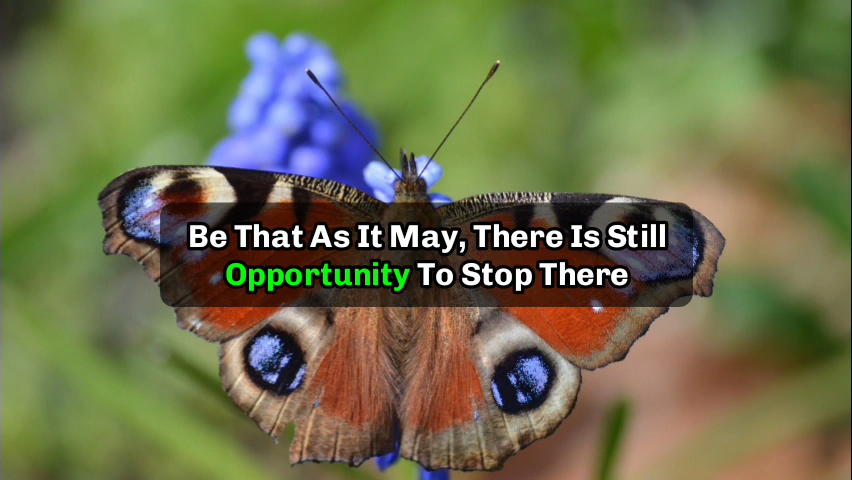 Be That As It May, There Is Still
Opportunity To Stop There